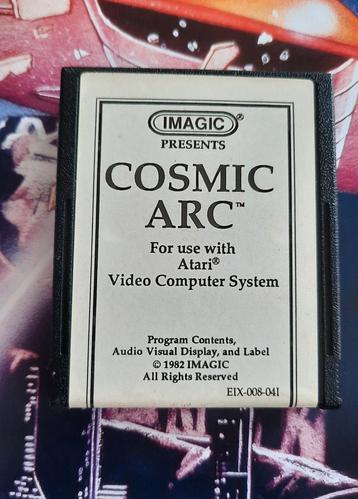 IMAGIC®
PRESENTS
COSMIC
ARC™
For use with
Atari®
Video Computer System
Program Contents,
Audio Visual Display, and Label
© 1982 IMAGIC
All Rights Reserved
EIX-008-04I